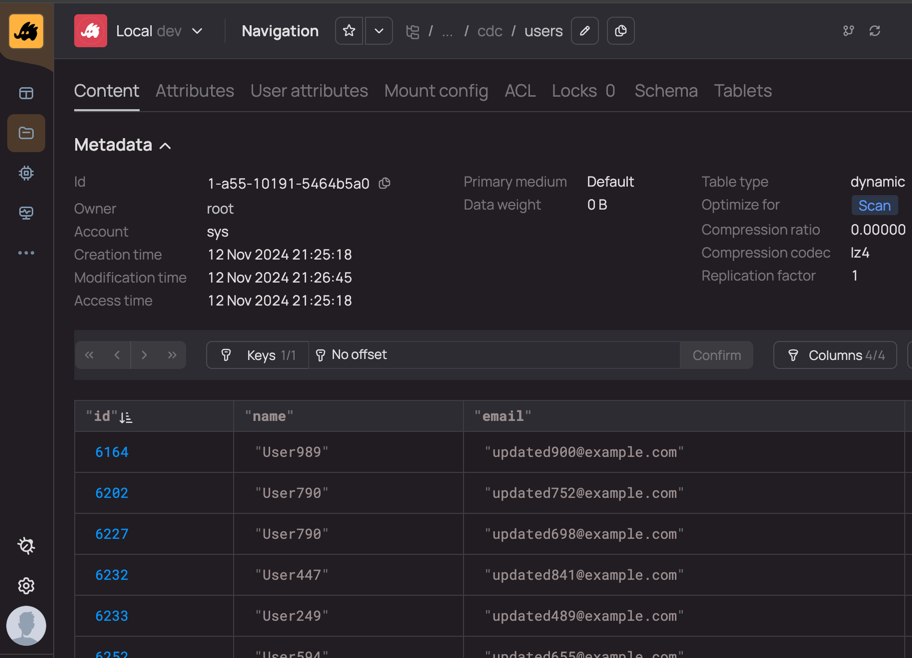 Local dev Navigation / ... / cdc / users
Content Attributes User attributes Mount config ACL Locks 0 Schema Tablets
Metadata
Id 1-a55-10191-5464b5a0
Owner root
Account sys
Creation time 12 Nov 2024 21:25:18
Modification time 12 Nov 2024 21:26:45
Access time 12 Nov 2024 21:25:18
Primary medium Default
Data weight 0 B
Table type dynamic
Optimize for Scan
Compression ratio 0.00000
Compression codec lz4
Replication factor 1
Keys 1/1 No offset Confirm Columns 4/4
"id" "name" "email"
6164 "User989" "updated900@example.com"
6202 "User790" "updated752@example.com"
6227 "User790" "updated698@example.com"
6232 "User447" "updated841@example.com"
6233 "User249" "updated489@example.com"
6252 "User594" "updated655@example.com"